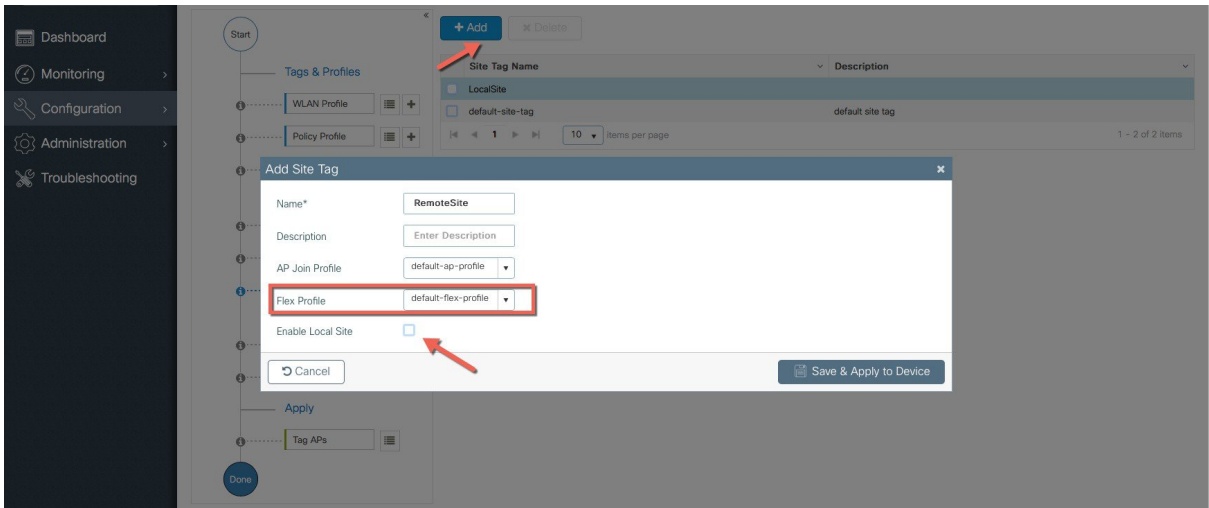 Dashboard
Monitoring
Configuration
Administration
Troubleshooting
Start
Tags & Profiles
WLAN Profile
Policy Profile
Apply
Tag APs
Done
+ Add
✖ Delete
Site Tag Name
Description
LocalSite
default-site-tag
default site tag
1
10
items per page
1 - 2 of 2 items
Add Site Tag
Name*
RemoteSite
Description
Enter Description
AP Join Profile
default-ap-profile
Flex Profile
default-flex-profile
Enable Local Site
Cancel
Save & Apply to Device